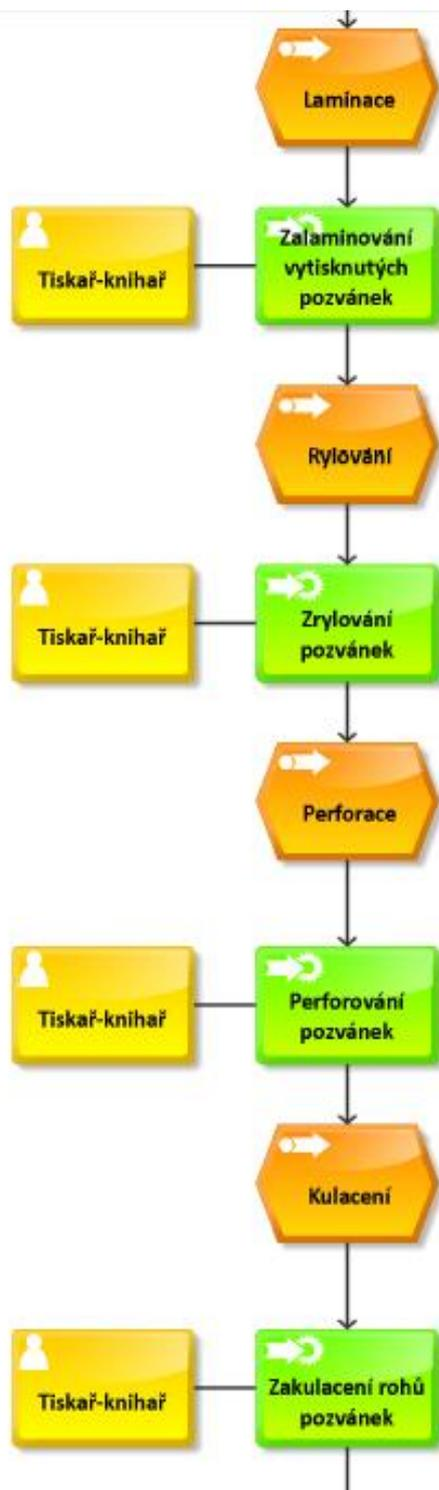 Laminace
Tiskař-knihař
Zalaminování
vytisknutých
pozvánek
Rylování
Tiskař-knihař
Zrylování
pozvánek
Perforace
Tiskař-knihař
Perforování
pozvánek
Kulacení
Tiskař-knihař
Zakulacení rohů
pozvánek